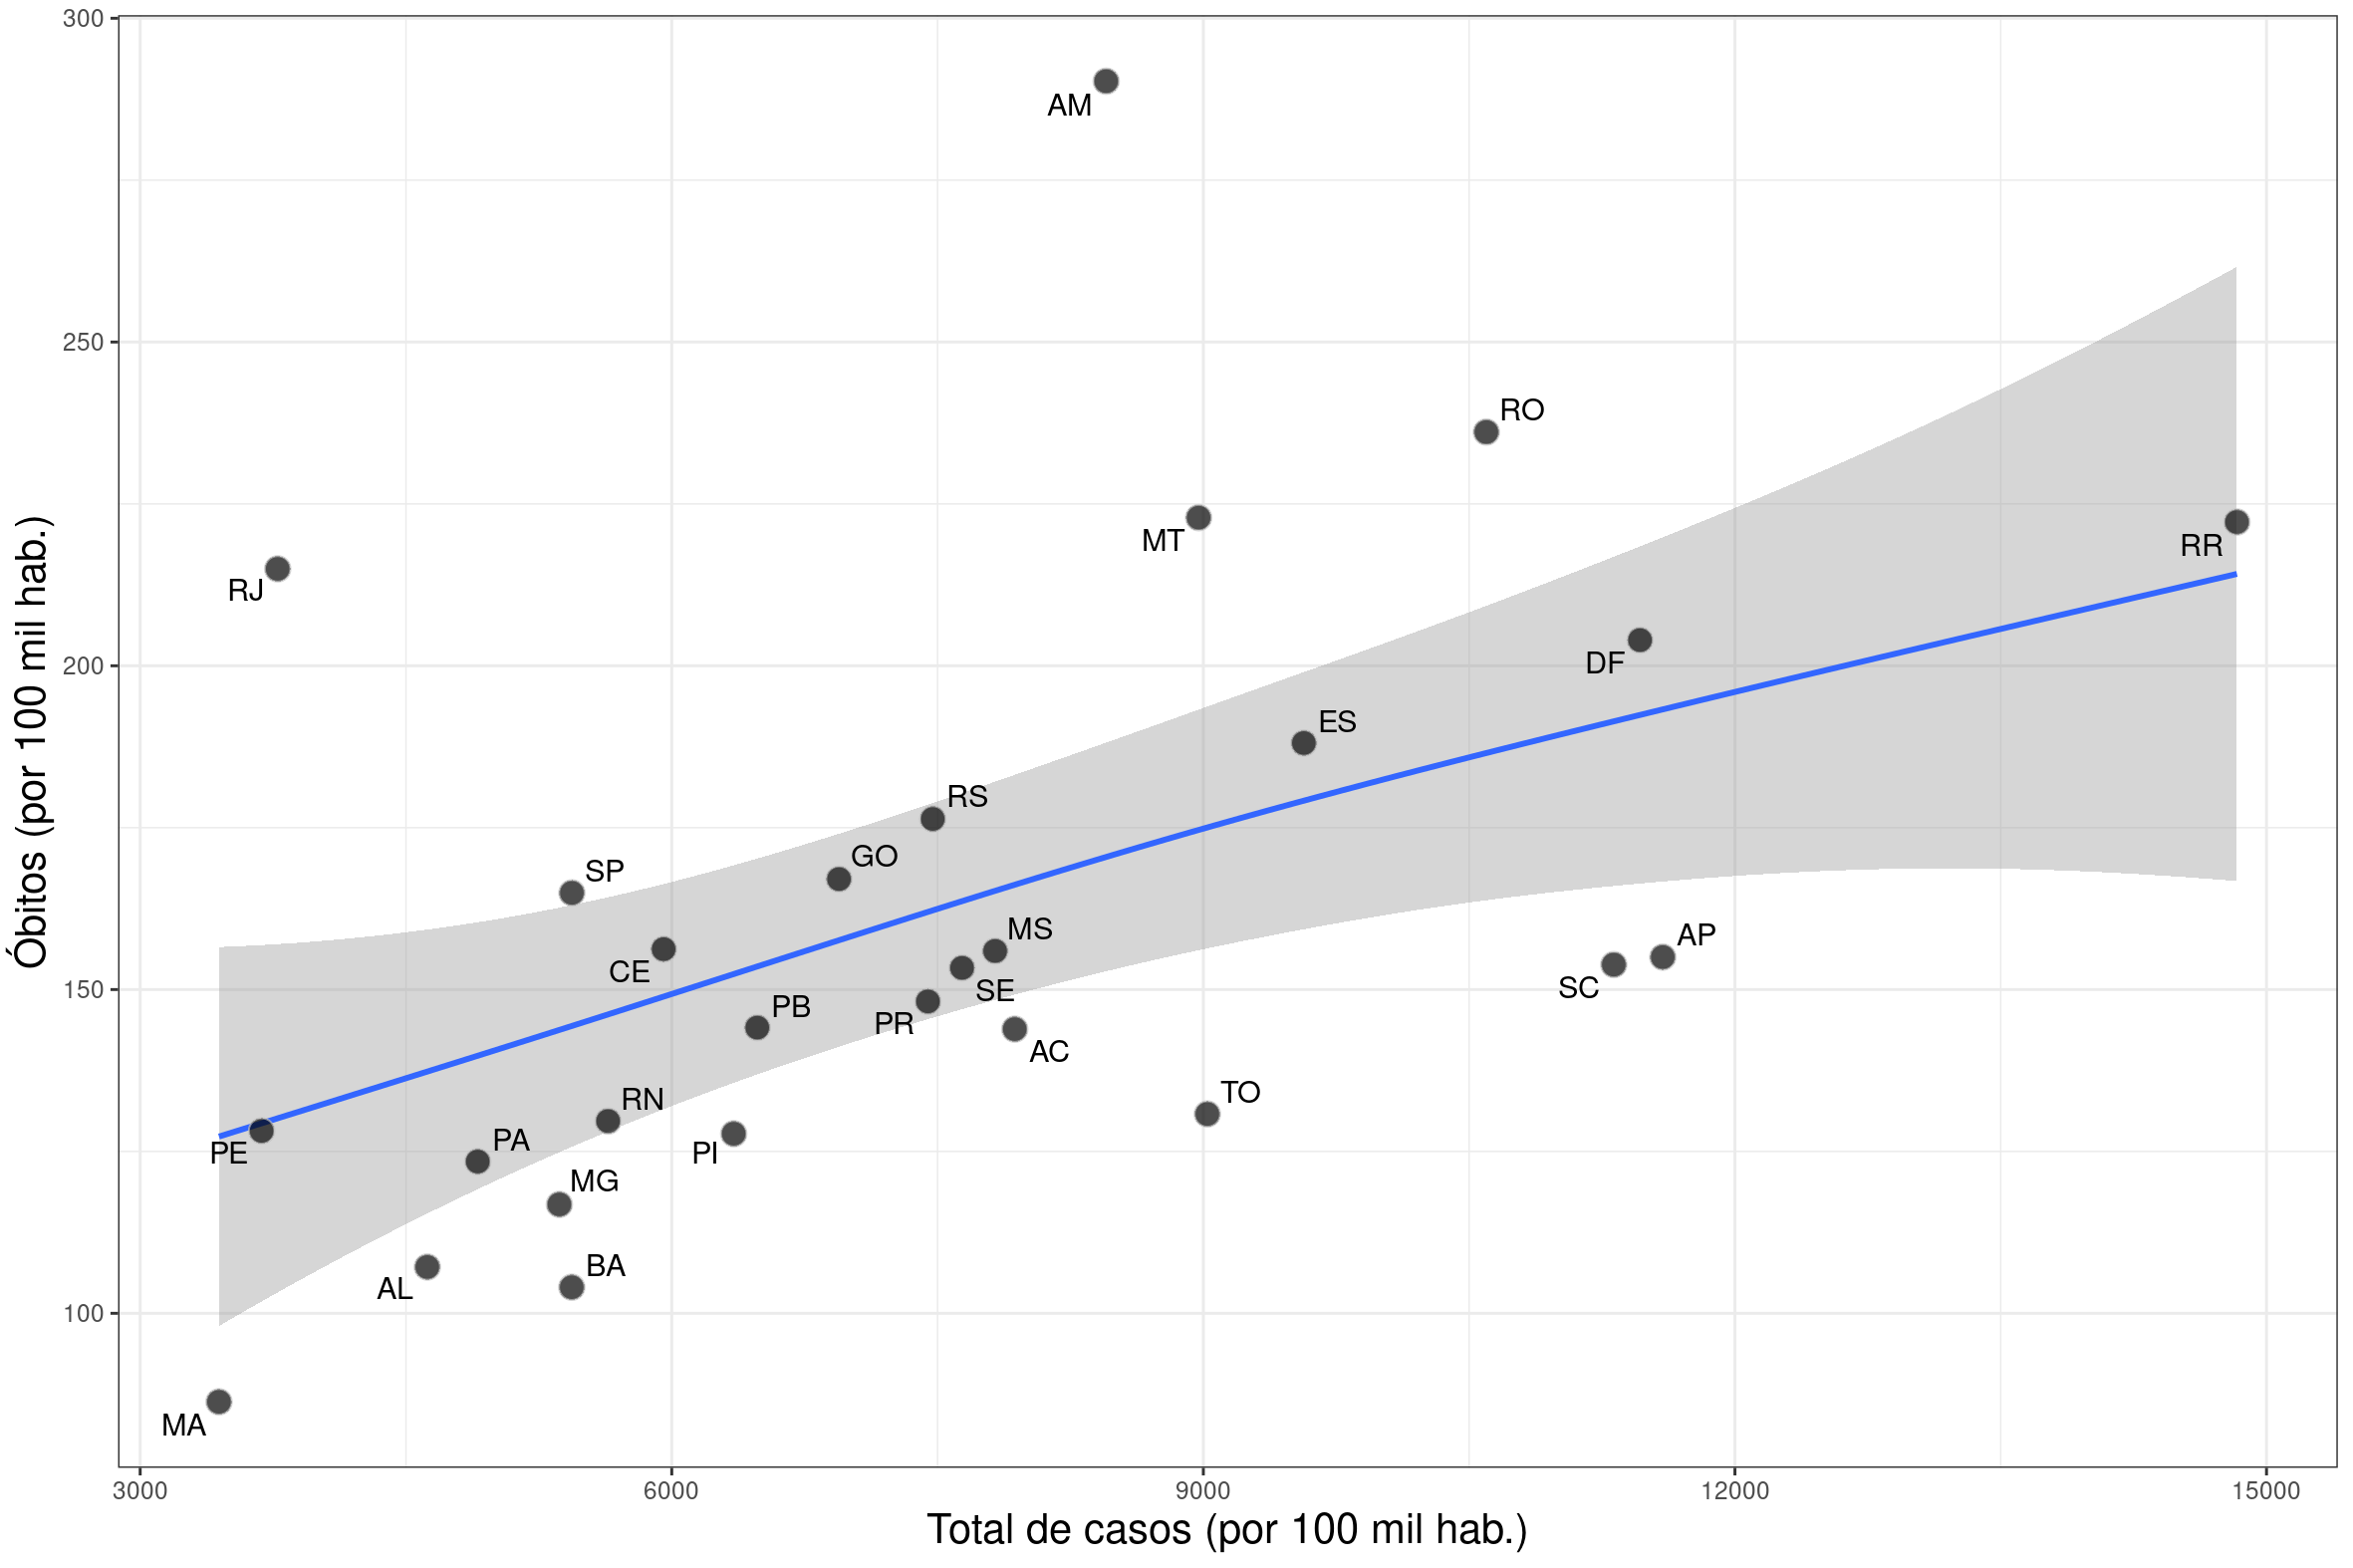 Óbitos (por 100 mil hab.)
300
250
200
150
100
AM
RO
MT
RR
RJ
DF
ES
RS
GO
SP
MS
AP
CE
SE
SC
PB
PR
AC
RN
TO
PA
PI
PE
MG
BA
AL
MA
3000
6000
9000
12000
15000
Total de casos (por 100 mil hab.)